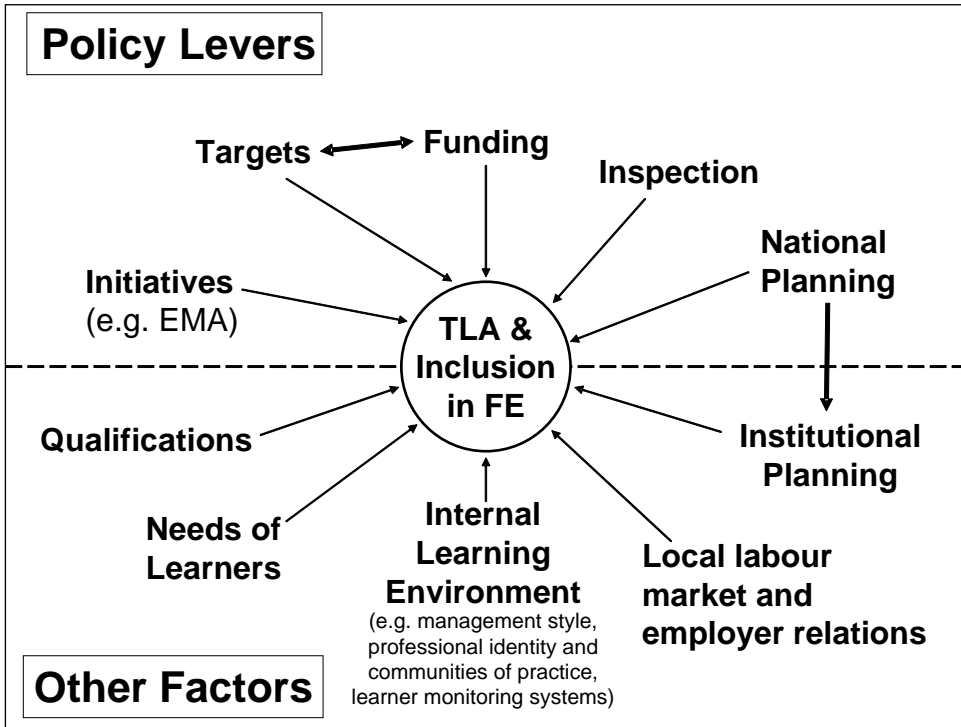 Policy Levers
Targets
Funding
Inspection
National
Planning
Initiatives
(e.g. EMA)
TLA &
Inclusion
in FE
Qualifications
Institutional
Planning
Needs of
Learners
Internal
Learning
Environment
(e.g. management style,
professional identity and
communities of practice,
learner monitoring systems)
Local labour
market and
employer relations
Other Factors